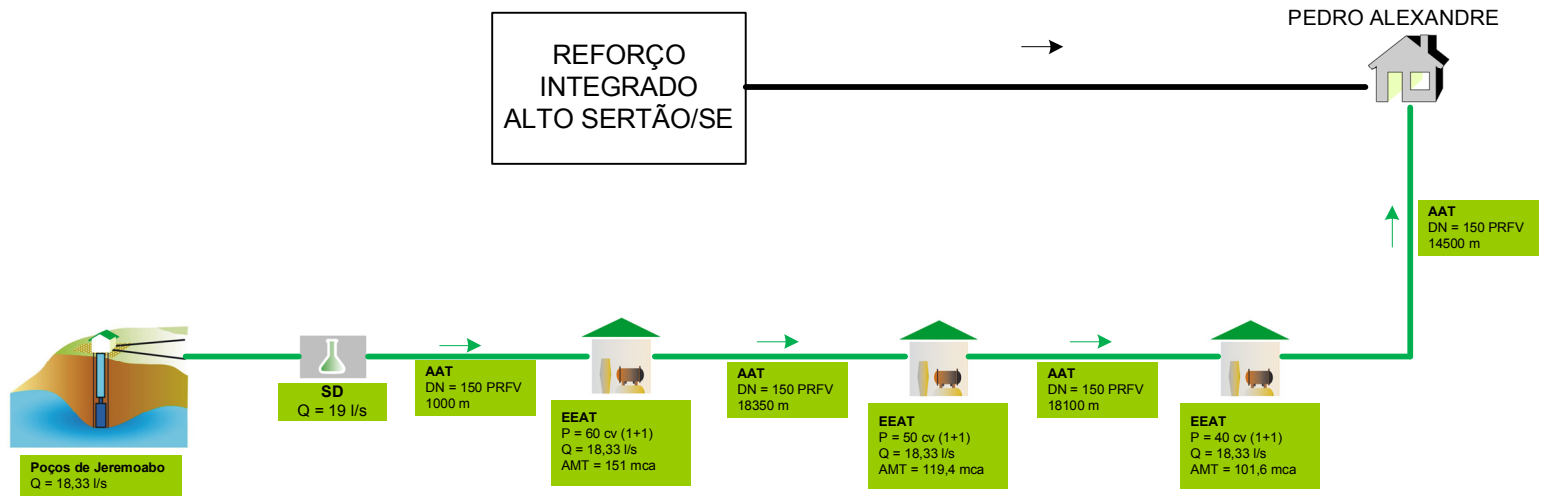 PEDRO ALEXANDRE
REFORÇO
INTEGRADO
ALTO SERTÃO/SE
AAT
DN = 150 PRFV
14500 m
SD
Q = 19 l/s
AAT
DN = 150 PRFV
1000 m
AAT
DN = 150 PRFV
18350 m
AAT
DN = 150 PRFV
18100 m
EEAT
P = 60 cv (1+1)
Q = 18,33 l/s
AMT = 151 mca
EEAT
P = 50 cv (1+1)
Q = 18,33 l/s
AMT = 119,4 mca
EEAT
P = 40 cv (1+1)
Q = 18,33 l/s
AMT = 101,6 mca
Poços de Jeremoabo
Q = 18,33 l/s